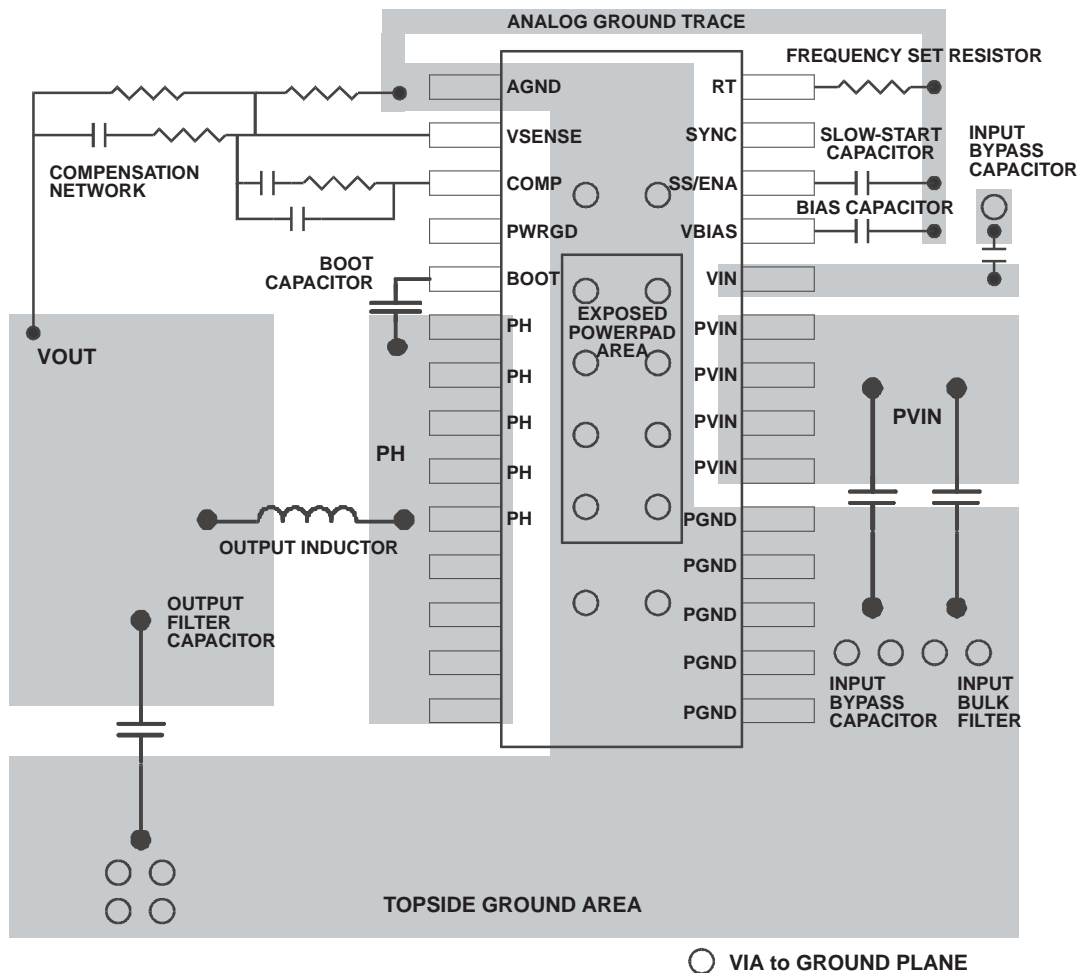 ANALOG GROUND TRACE
FREQUENCY SET RESISTOR
AGND
RT
VSENSE
SYNC
SLOW-START
CAPACITOR
INPUT
BYPASS
CAPACITOR
COMPENSATION
NETWORK
COMP
SS/ENA
BIAS CAPACITOR
PWRGD
VBIAS
BOOT
CAPACITOR
BOOT
VIN
EXPOSED
POWERPAD
AREA
PH
PVIN
VOUT
PH
PVIN
PVIN
PH
PVIN
PH
PH
PVIN
PH
PGND
OUTPUT INDUCTOR
PGND
OUTPUT
FILTER
CAPACITOR
PGND
PGND
INPUT
BYPASS
CAPACITOR
INPUT
BULK
FILTER
PGND
TOPSIDE GROUND AREA
VIA to GROUND PLANE